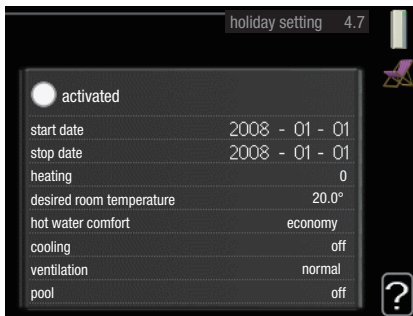 holiday setting 4.7
activated
start date 2008 - 01 - 01
stop date 2008 - 01 - 01
heating 0
desired room temperature 20.0°
hot water comfort economy
cooling off
ventilation normal
pool off
?